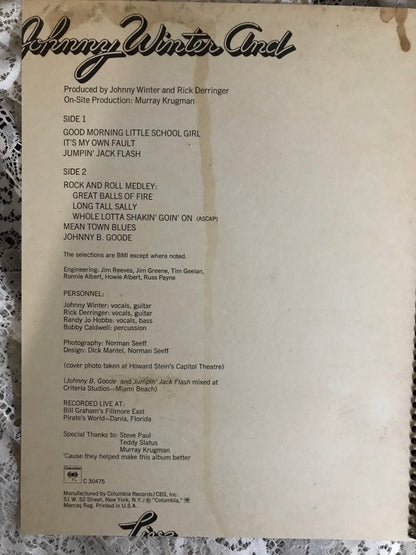 Johnny Winter And
Produced by Johnny Winter and Rick Derringer
On-Site Production: Murray Krugman
SIDE 1
GOOD MORNING LITTLE SCHOOL GIRL
IT'S MY OWN FAULT
JUMPIN' JACK FLASH
SIDE 2
ROCK AND ROLL MEDLEY:
GREAT BALLS OF FIRE
LONG TALL SALLY
WHOLE LOTTA SHAKIN' GOIN' ON (ASCAP)
MEAN TOWN BLUES
JOHNNY B. GOODE
The selections are BMI except where noted.
Engineering: Jim Reeves, Jim Greene, Tim Geelan,
Ronnie Albert, Howie Albert, Russ Payne
PERSONNEL:
Johnny Winter: vocals, guitar
Rick Derringer: vocals, guitar
Randy Jo Hobbs: vocals, bass
Bobby Caldwell: percussion
Photography: Norman Seeff
Design: Dick Mantel, Norman Seeff
(cover photo taken at Howard Stein's Capitol Theatre)
(Johnny B. Goode and Jumpin' Jack Flash mixed at
Criteria Studios—Miami Beach)
RECORDED LIVE AT:
Bill Graham's Fillmore East
Pirate's World—Dania, Florida
Special Thanks to: Steve Paul
Teddy Slatus
Murray Krugman
'Cause they helped make this album better
Columbia
C 30475
Manufactured by Columbia Records/CBS, Inc.
51 W. 52 Street, New York, N.Y./® "Columbia,"
Marcas Reg. Printed in U.S.A.
Live